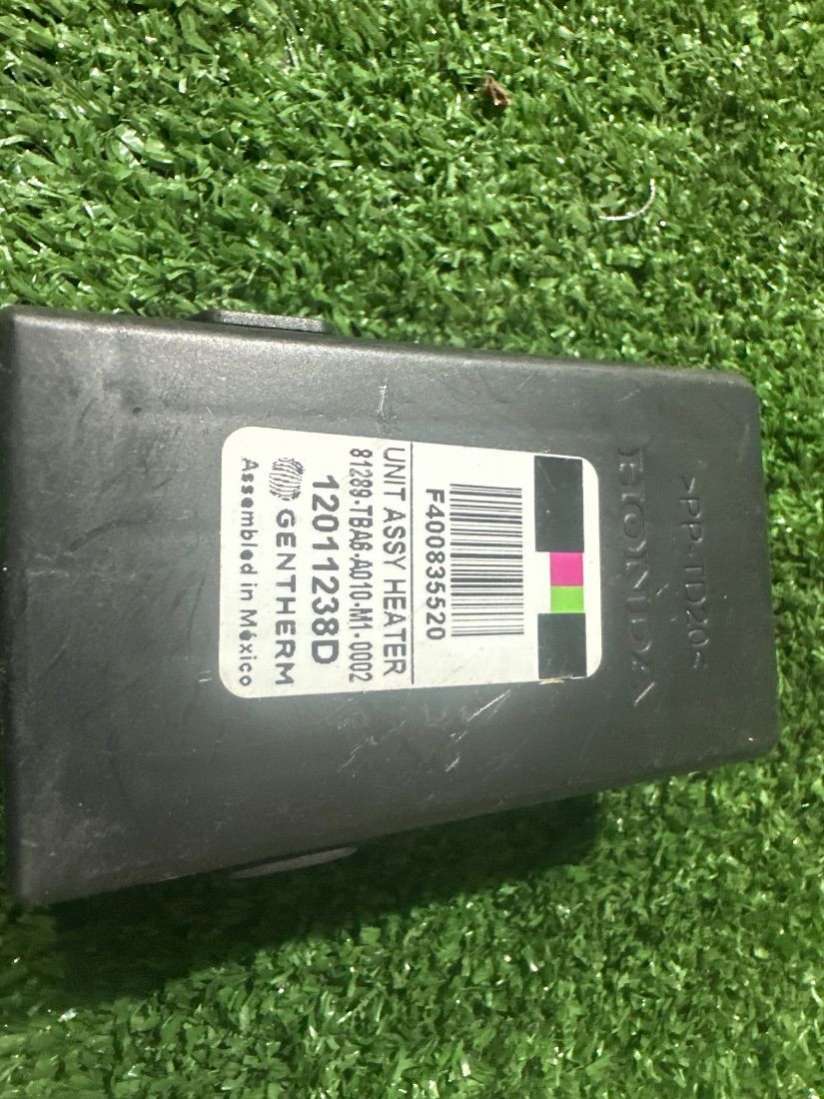 >PP-TD20<
HONDA
F400835520
UNIT ASSY HEATER
81289-TBA6-A010-M1-0002
12011238D
GENTHERM
Assembled in México